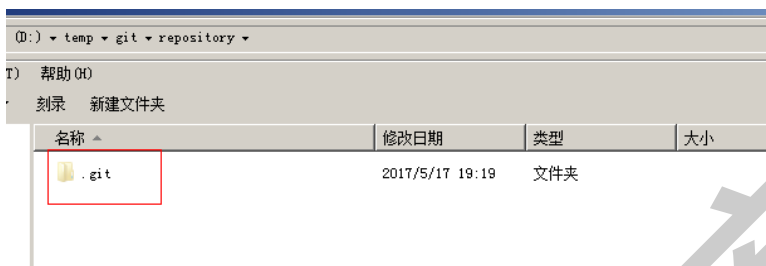 (D:) ▾ temp ▾ git ▾ repository ▾
T) 帮助(H)
刻录 新建文件夹
名称 修改日期 类型 大小
.git 2017/5/17 19:19 文件夹